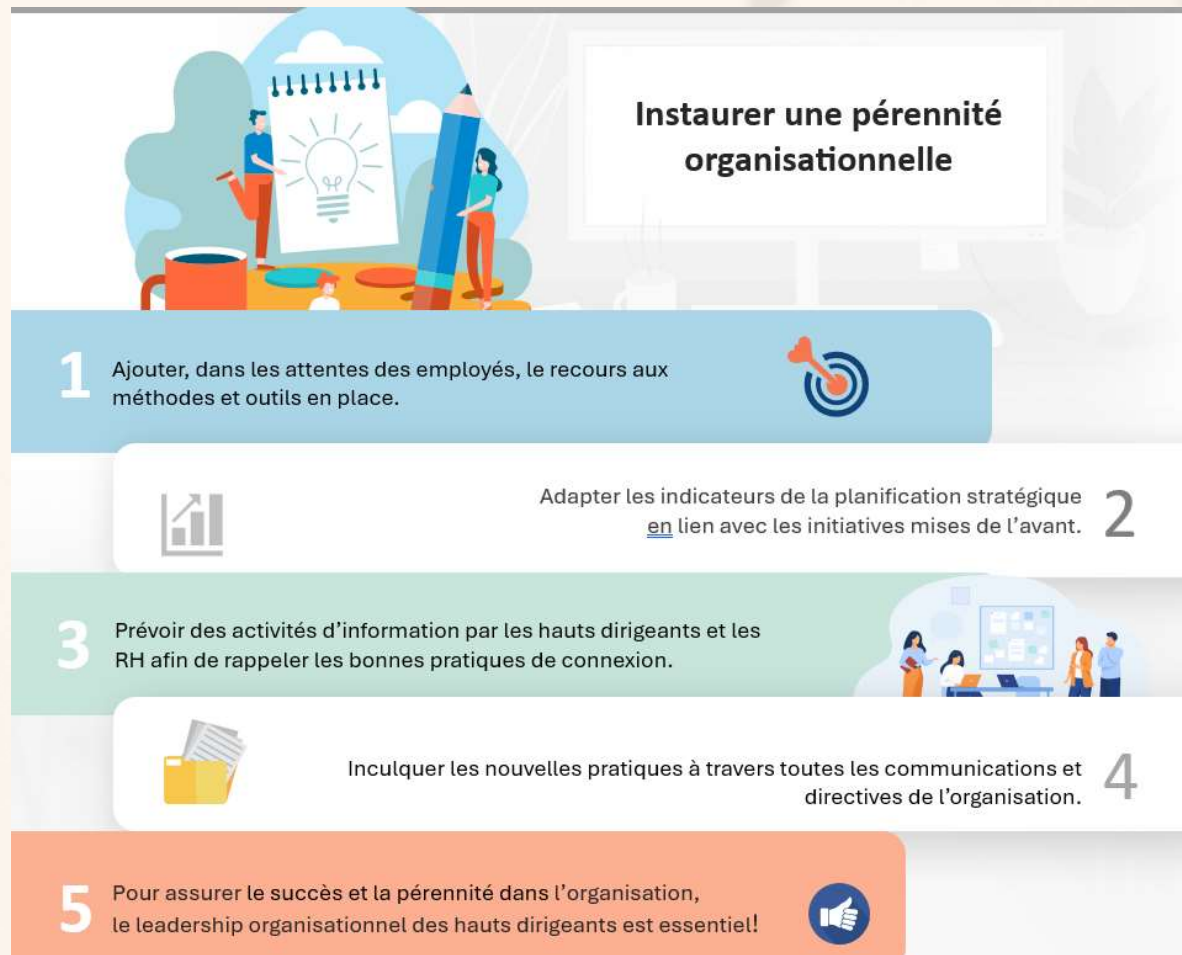 Instaurer une pérennité
organisationnelle
1
Ajouter, dans les attentes des employés, le recours aux
méthodes et outils en place.
Adapter les indicateurs de la planification stratégique
en lien avec les initiatives mises de l’avant.
2
3
Prévoir des activités d’information par les hauts dirigeants et les
RH afin de rappeler les bonnes pratiques de connexion.
Inculquer les nouvelles pratiques à travers toutes les communications et
directives de l’organisation.
4
5
Pour assurer le succès et la pérennité dans l’organisation,
le leadership organisationnel des hauts dirigeants est essentiel!